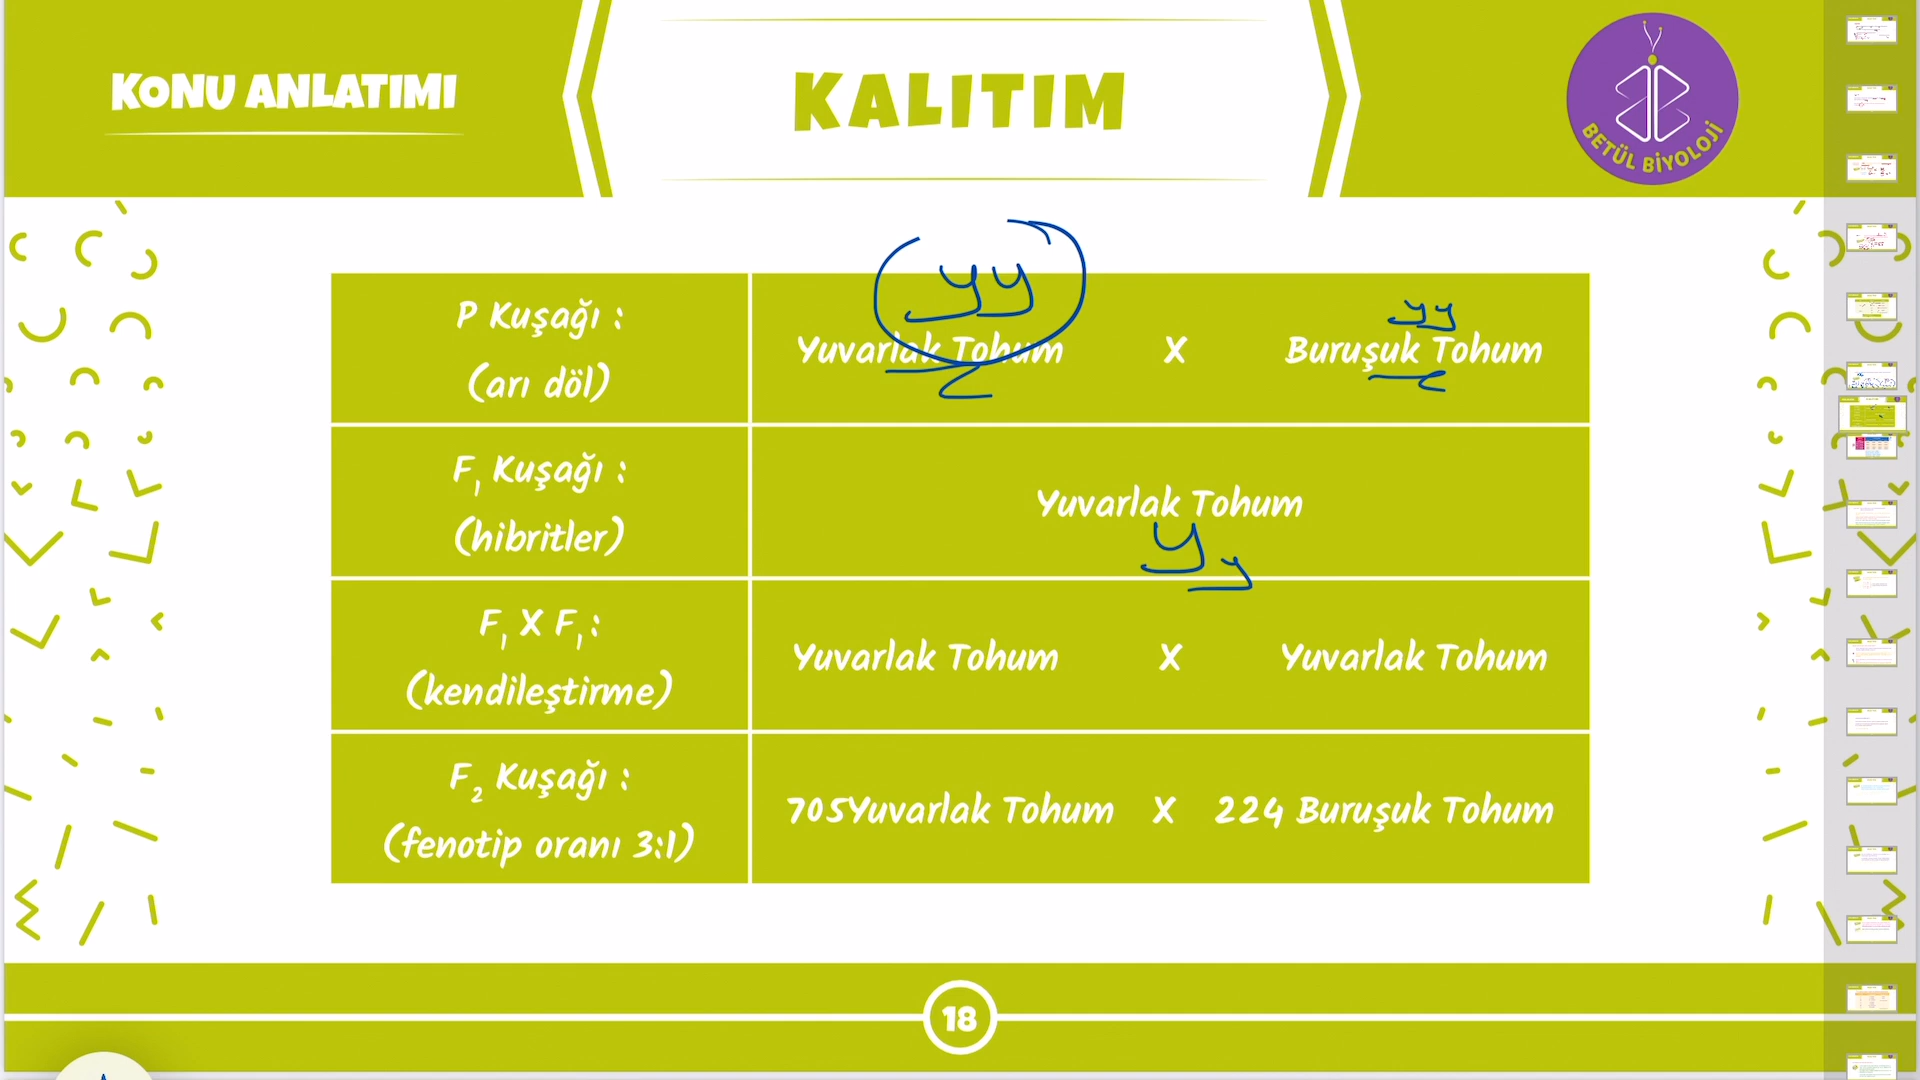 KONU ANLATIMI
KALITIM
BETÜL BİYOLOJİ
P Kuşağı :
(arı döl)
YY
Yuvarlak Tohum X Buruşuk Tohum
yy
F₁ Kuşağı :
(hibritler)
Yuvarlak Tohum
Yy
F₁ X F₁:
(kendileştirme)
Yuvarlak Tohum X Yuvarlak Tohum
F₂ Kuşağı :
(fenotip oranı 3:1)
705Yuvarlak Tohum X 224 Buruşuk Tohum
18